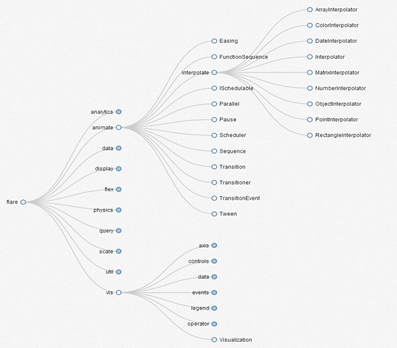 flare
analytics
animate
data
display
flex
physics
query
scale
util
vis
Easing
FunctionSequence
interpolate
ISchedulable
Parallel
Pause
Scheduler
Sequence
Transition
Transitioner
TransitionEvent
Tween
ArrayInterpolator
ColorInterpolator
DateInterpolator
Interpolator
MatrixInterpolator
NumberInterpolator
ObjectInterpolator
PointInterpolator
RectangleInterpolator
axis
controls
data
events
legend
operator
Visualization